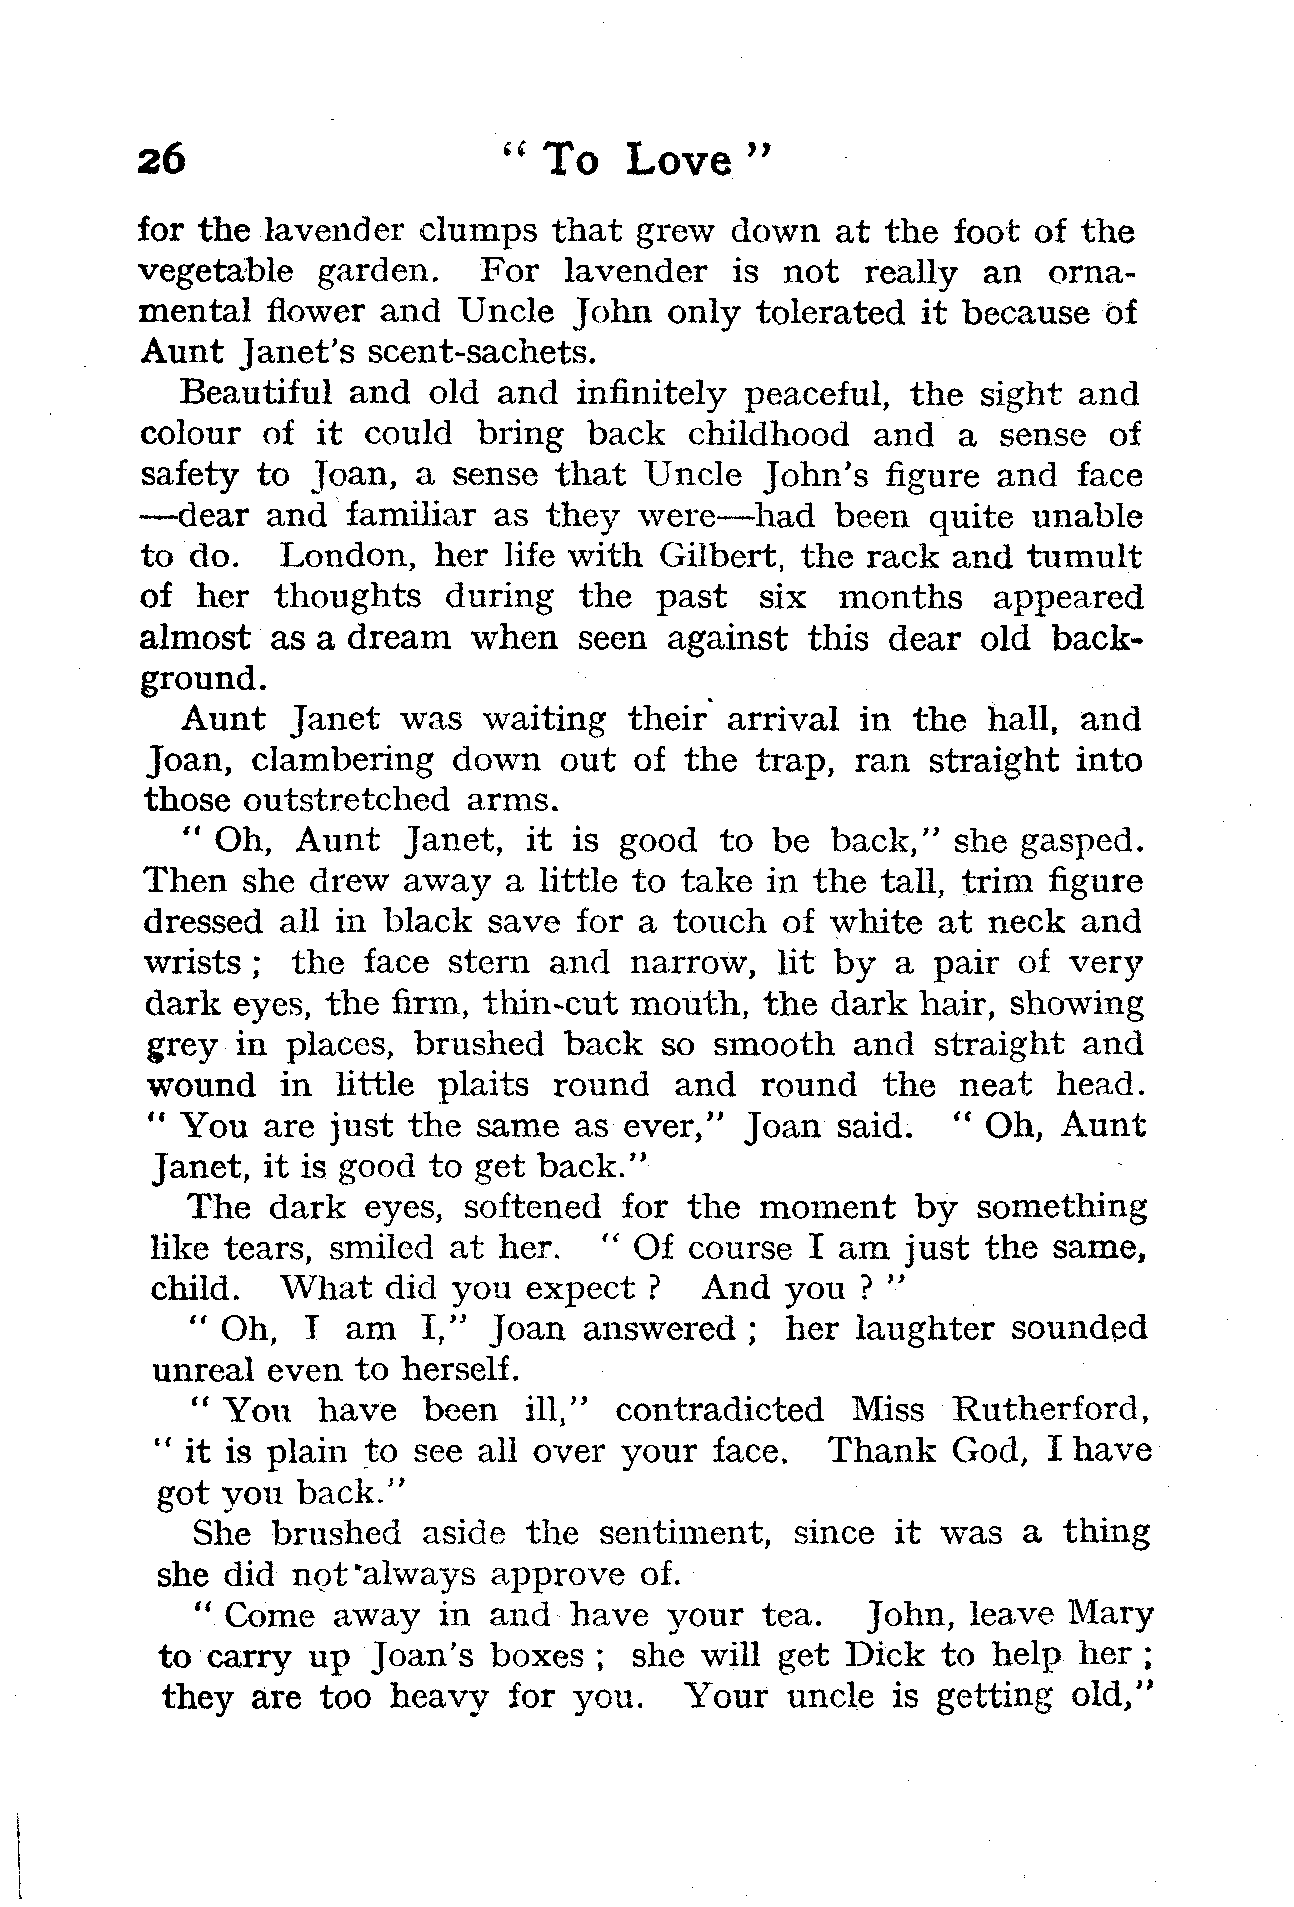 26 " To Love "
for the lavender clumps that grew down at the foot of the
vegetable garden. For lavender is not really an orna-
mental flower and Uncle John only tolerated it because of
Aunt Janet's scent-sachets.
Beautiful and old and infinitely peaceful, the sight and
colour of it could bring back childhood and a sense of
safety to Joan, a sense that Uncle John's figure and face
—dear and familiar as they were—had been quite unable
to do. London, her life with Gilbert, the rack and tumult
of her thoughts during the past six months appeared
almost as a dream when seen against this dear old back-
ground.
Aunt Janet was waiting their arrival in the hall, and
Joan, clambering down out of the trap, ran straight into
those outstretched arms.
" Oh, Aunt Janet, it is good to be back," she gasped.
Then she drew away a little to take in the tall, trim figure
dressed all in black save for a touch of white at neck and
wrists ; the face stern and narrow, lit by a pair of very
dark eyes, the firm, thin-cut mouth, the dark hair, showing
grey in places, brushed back so smooth and straight and
wound in little plaits round and round the neat head.
" You are just the same as ever," Joan said. " Oh, Aunt
Janet, it is good to get back."
The dark eyes, softened for the moment by something
like tears, smiled at her. " Of course I am just the same,
child. What did you expect ? And you ? "
" Oh, I am I," Joan answered ; her laughter sounded
unreal even to herself.
" You have been ill," contradicted Miss Rutherford,
" it is plain to see all over your face. Thank God, I have
got you back."
She brushed aside the sentiment, since it was a thing
she did not always approve of.
" Come away in and have your tea. John, leave Mary
to carry up Joan's boxes ; she will get Dick to help her ;
they are too heavy for you. Your uncle is getting old,"